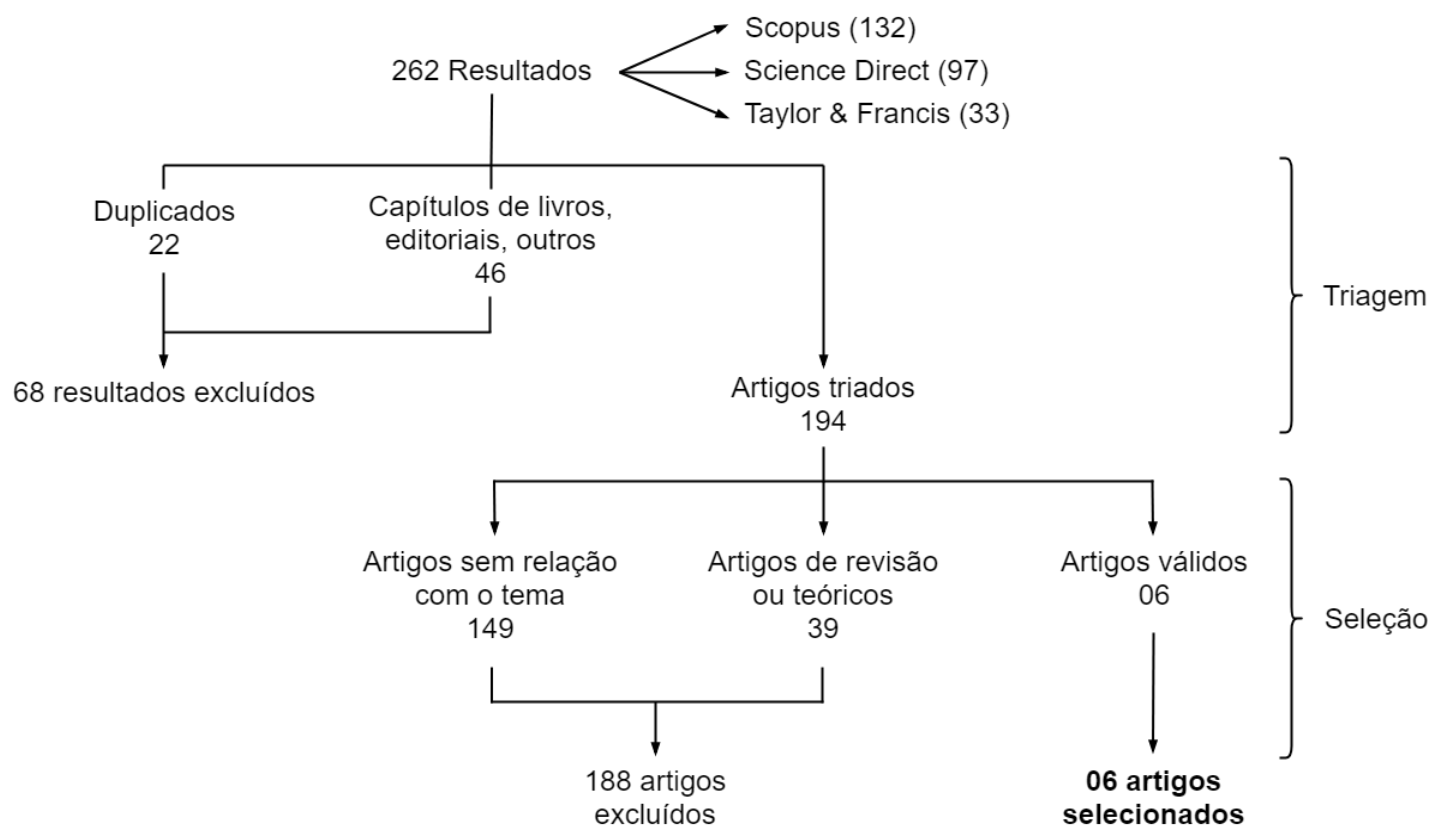 262 Resultados
Scopus (132)
Science Direct (97)
Taylor & Francis (33)
Duplicados
22
Capítulos de livros,
editoriais, outros
46
68 resultados excluídos
Artigos triados
194
Triagem
Artigos sem relação
com o tema
149
Artigos de revisão
ou teóricos
39
Artigos válidos
06
Seleção
188 artigos
excluídos
06 artigos
selecionados